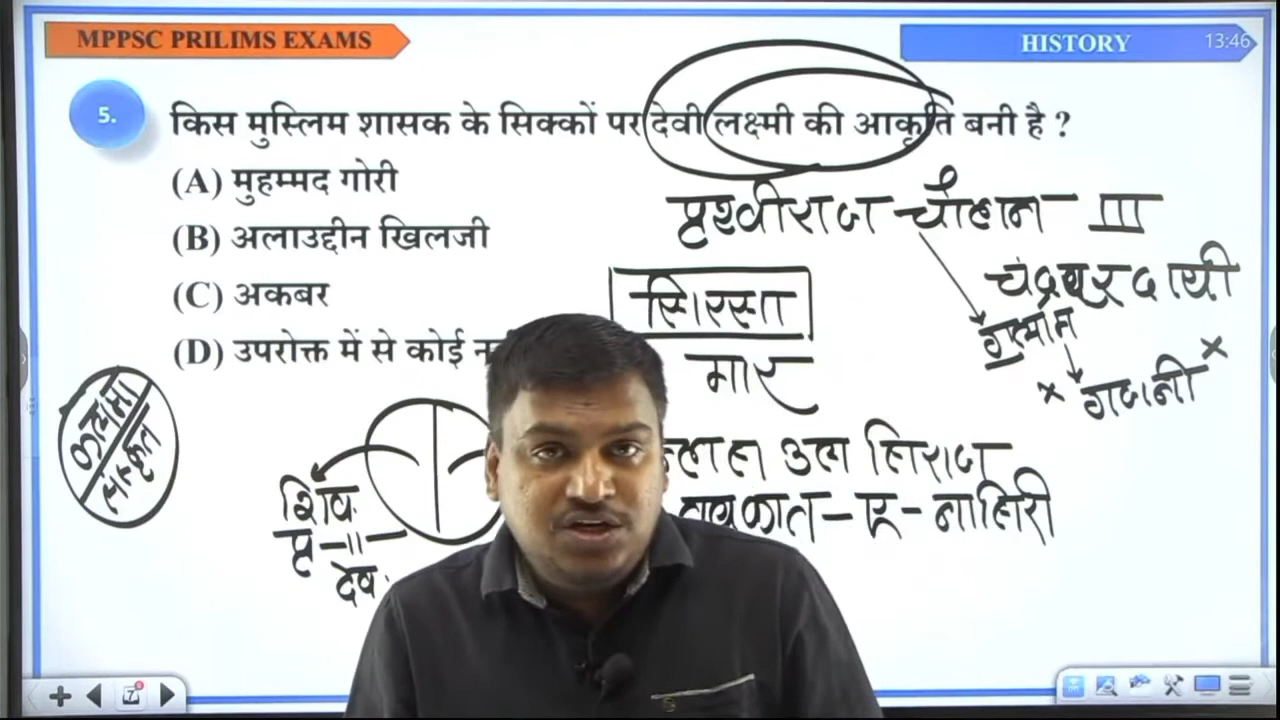 MPPSC PRILIMS EXAMS
HISTORY
13:46
5.
किस मुस्लिम शासक के सिक्कों पर देवी लक्ष्मी की आकृति बनी है ?
(A) मुहम्मद गोरी
(B) अलाउद्दीन खिलजी
(C) अकबर
(D) उपरोक्त में से कोई
पृथ्वीराज चौहान III
चंद्रबरदायी
गजनी
मार
उल सिराज
शिव
देव
संस्कृत